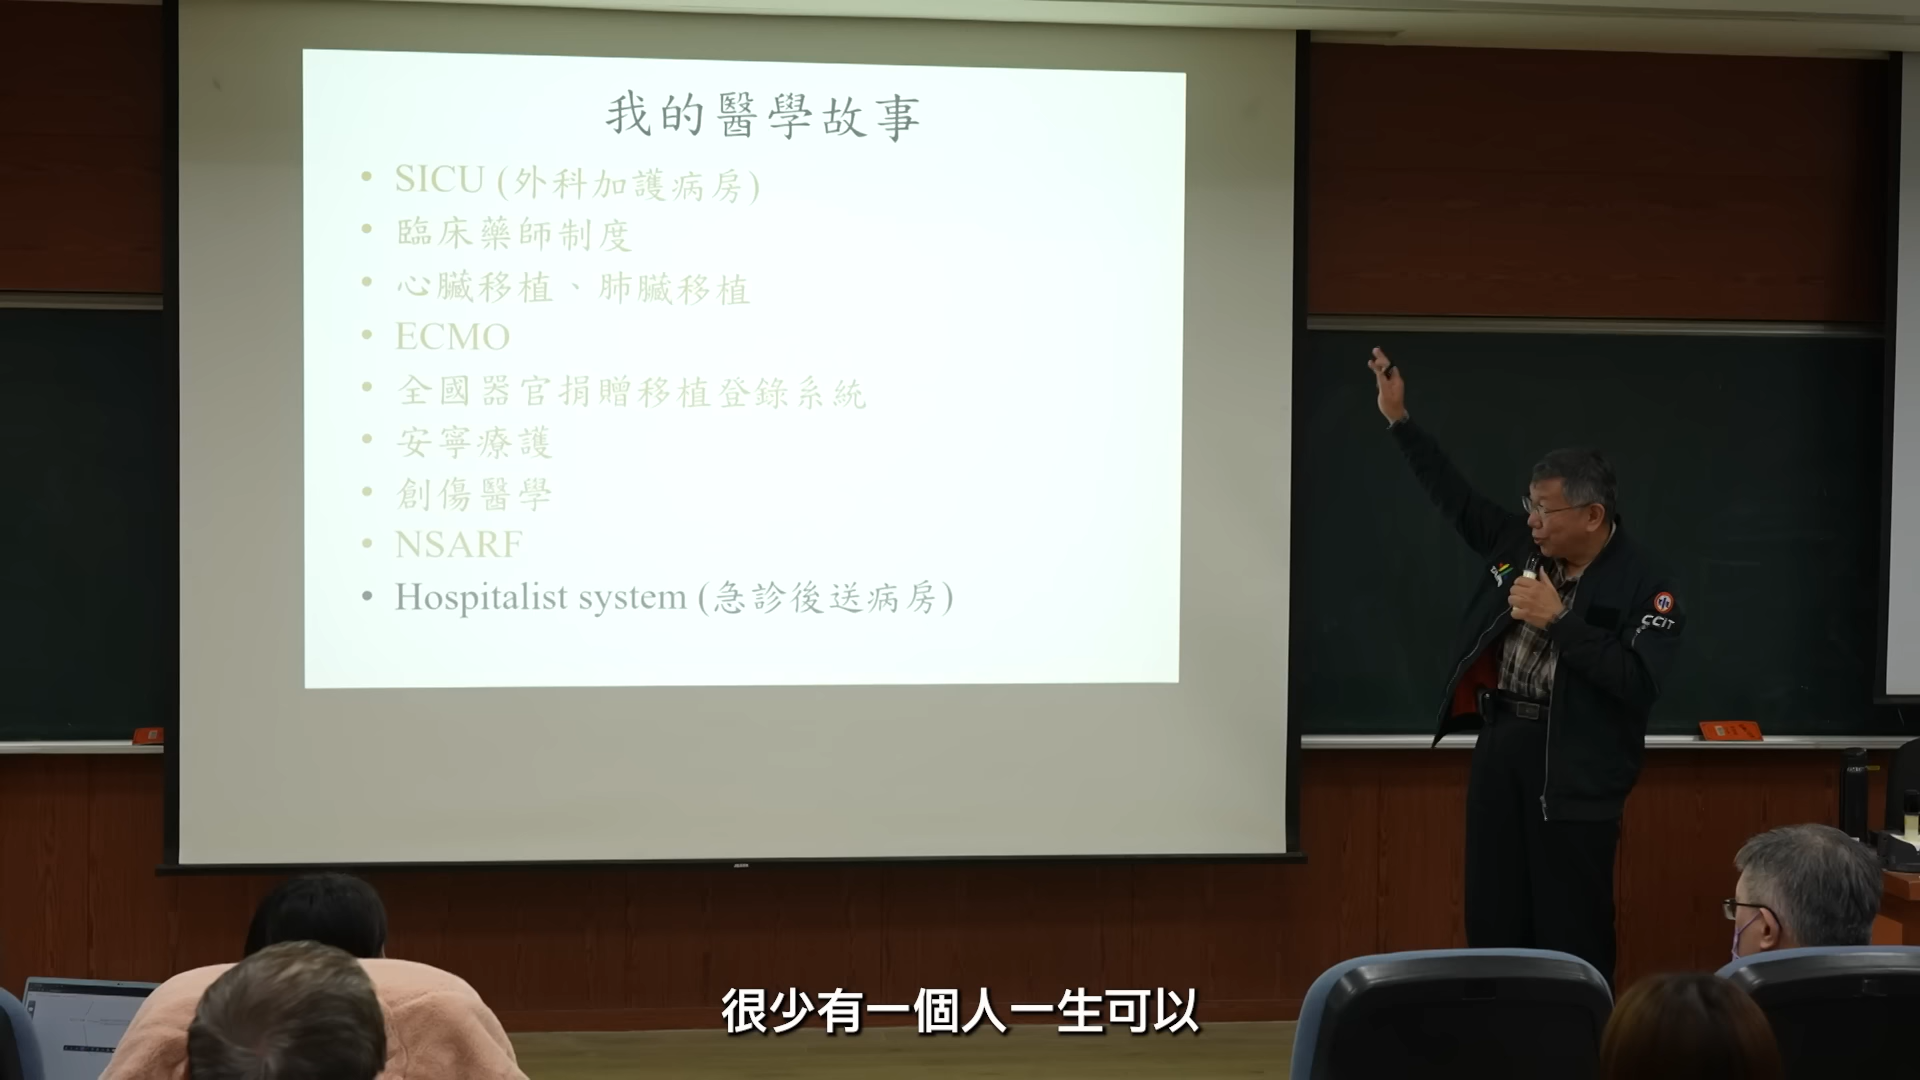 我的醫學故事
• SICU (外科加護病房)
• 臨床藥師制度
• 心臟移植、肺臟移植
• ECMO
• 全國器官捐贈移植登錄系統
• 安寧療護
• 創傷醫學
• NSARF
• Hospitalist system (急診後送病房)
CCIT
很少有一個人一生可以